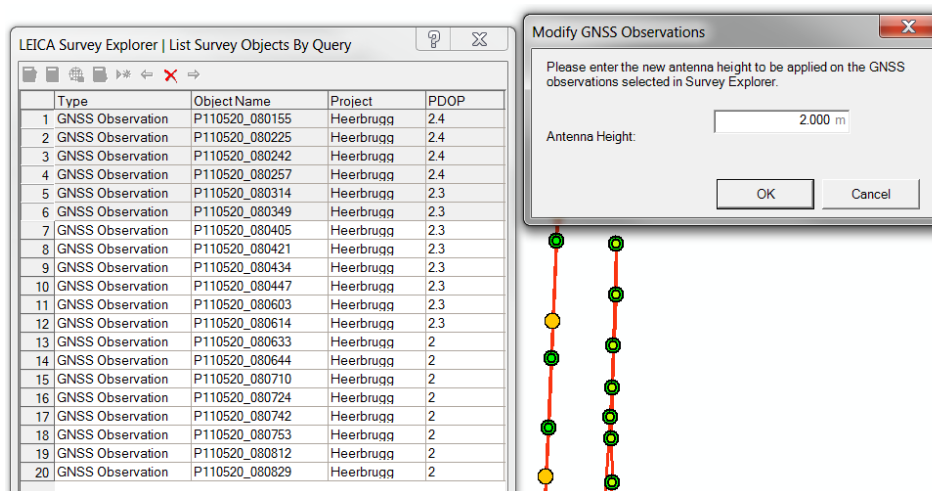 LEICA Survey Explorer | List Survey Objects By Query
Type Object Name Project PDOP
1 GNSS Observation P110520_080155 Heerbrugg 2.4
2 GNSS Observation P110520_080225 Heerbrugg 2.4
3 GNSS Observation P110520_080242 Heerbrugg 2.4
4 GNSS Observation P110520_080257 Heerbrugg 2.4
5 GNSS Observation P110520_080314 Heerbrugg 2.3
6 GNSS Observation P110520_080349 Heerbrugg 2.3
7 GNSS Observation P110520_080405 Heerbrugg 2.3
8 GNSS Observation P110520_080421 Heerbrugg 2.3
9 GNSS Observation P110520_080434 Heerbrugg 2.3
10 GNSS Observation P110520_080447 Heerbrugg 2.3
11 GNSS Observation P110520_080603 Heerbrugg 2.3
12 GNSS Observation P110520_080614 Heerbrugg 2.3
13 GNSS Observation P110520_080633 Heerbrugg 2
14 GNSS Observation P110520_080644 Heerbrugg 2
15 GNSS Observation P110520_080710 Heerbrugg 2
16 GNSS Observation P110520_080724 Heerbrugg 2
17 GNSS Observation P110520_080742 Heerbrugg 2
18 GNSS Observation P110520_080753 Heerbrugg 2
19 GNSS Observation P110520_080812 Heerbrugg 2
20 GNSS Observation P110520_080829 Heerbrugg 2
Modify GNSS Observations
Please enter the new antenna height to be applied on the GNSS
observations selected in Survey Explorer.
2.000 m
Antenna Height:
OK Cancel